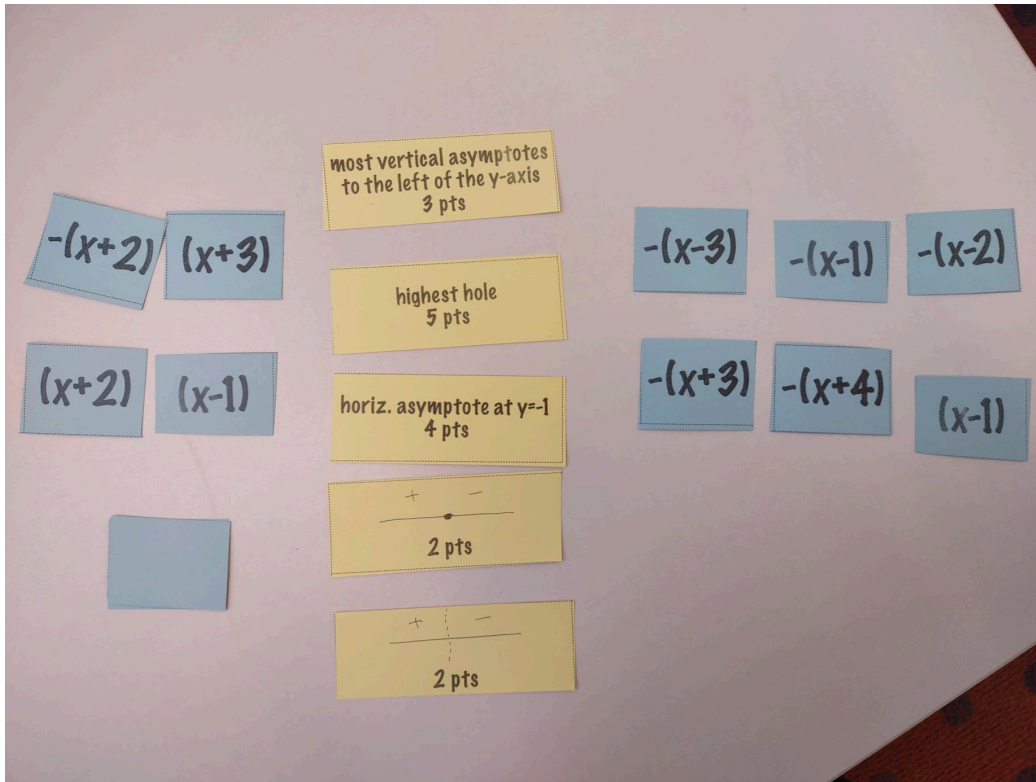 -(x+2) (x+3)
(x+2) (x-1)
most vertical asymptotes
to the left of the y-axis
3 pts
highest hole
5 pts
horiz. asymptote at y=-1
4 pts
+ -
2 pts
+ -
2 pts
-(x-3) -(x-1) -(x-2)
-(x+3) -(x+4) (x-1)